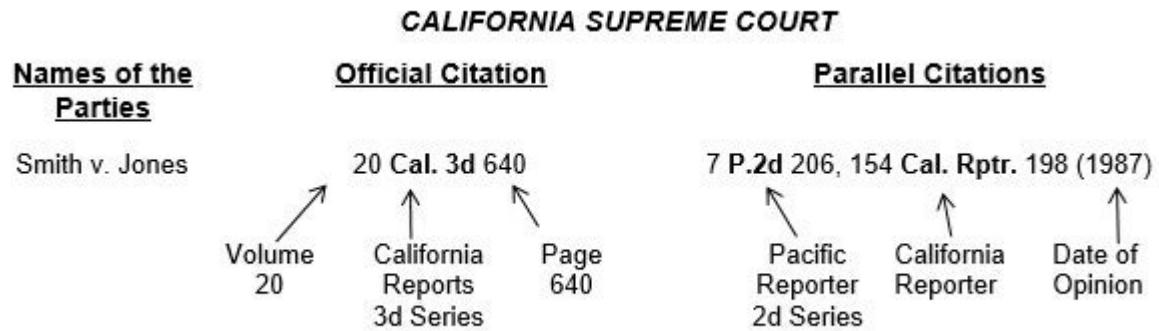 CALIFORNIA SUPREME COURT
Names of the Official Citation Parallel Citations
Parties
Smith v. Jones 20 Cal. 3d 640 7 P.2d 206, 154 Cal. Rptr. 198 (1987)
Volume California Page Pacific California Date of
20 Reports 640 Reporter Reporter Opinion
3d Series 2d Series